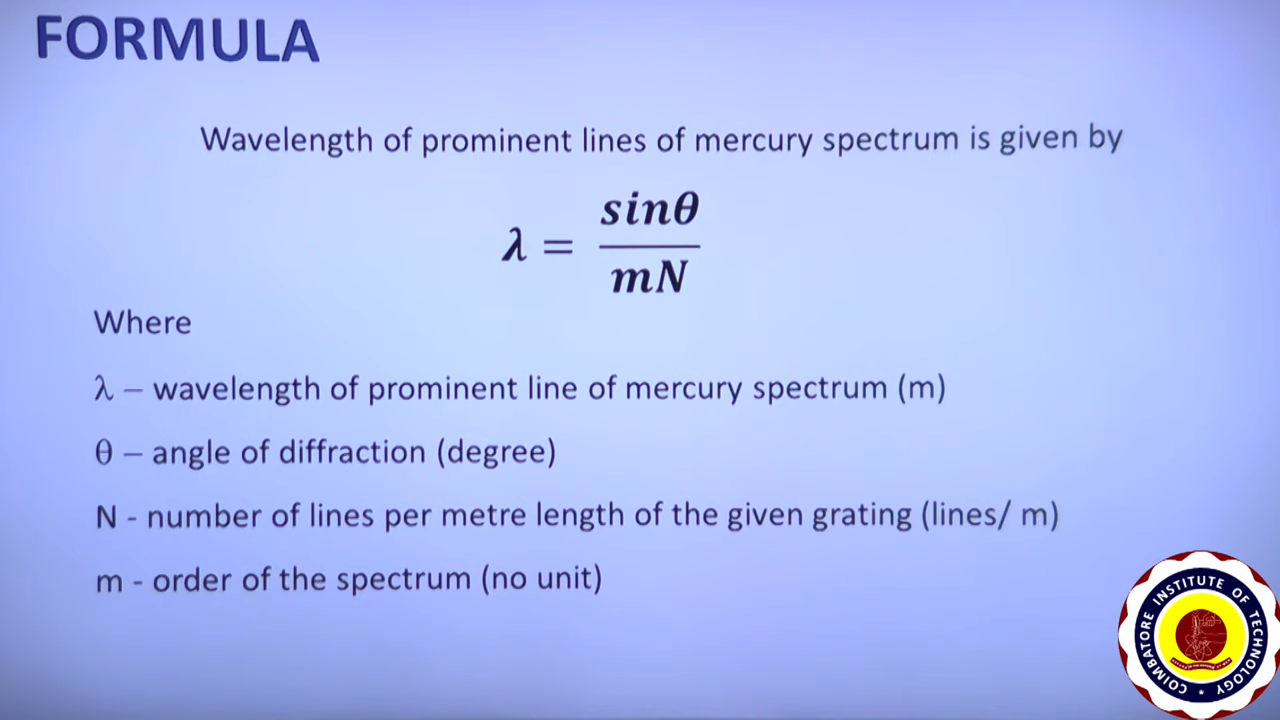 FORMULA
Wavelength of prominent lines of mercury spectrum is given by
λ = sinθ / mN
Where
λ – wavelength of prominent line of mercury spectrum (m)
θ – angle of diffraction (degree)
N - number of lines per metre length of the given grating (lines/ m)
m - order of the spectrum (no unit)
COIMBATORE INSTITUTE OF TECHNOLOGY